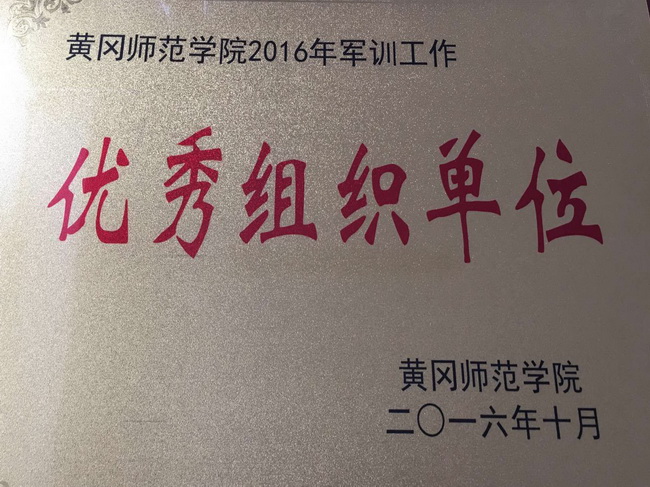 黄冈师范学院2016年军训工作
优秀组织单位
黄冈师范学院
二〇一六年十月